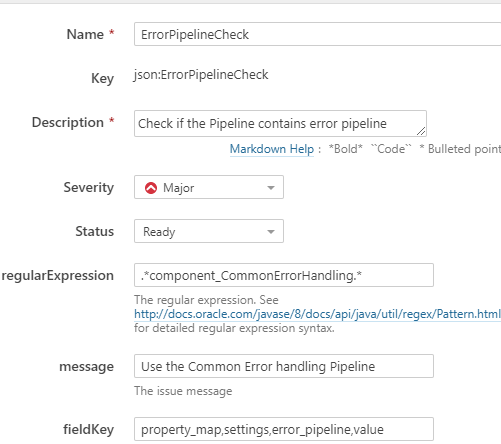 Name * ErrorPipelineCheck
Key json:ErrorPipelineCheck
Description * Check if the Pipeline contains error pipeline
Markdown Help : *Bold* ``Code`` * Bulleted point
Severity Major
Status Ready
regularExpression .*component_CommonErrorHandling.*
The regular expression. See
http://docs.oracle.com/javase/8/docs/api/java/util/regex/Pattern.html
for detailed regular expression syntax.
message Use the Common Error handling Pipeline
The issue message
fieldKey property_map,settings,error_pipeline,value